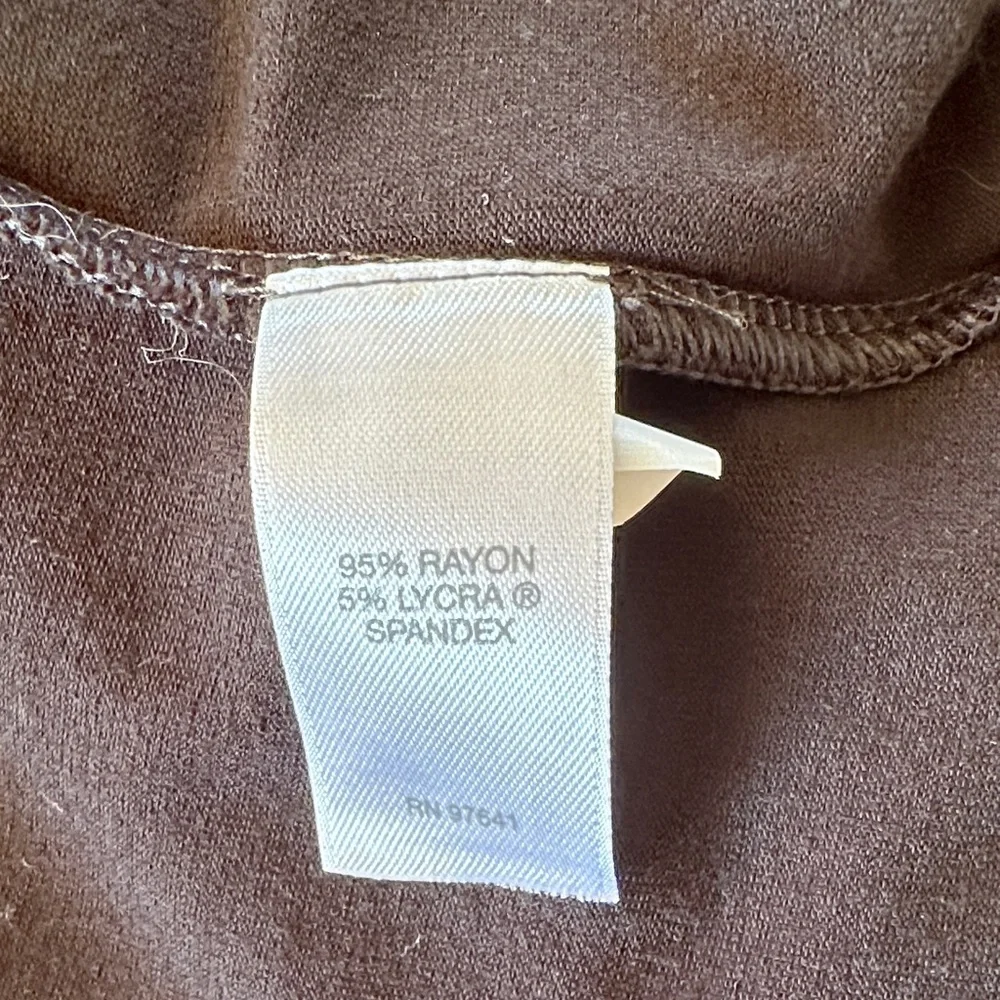 95% RAYON
5% LYCRA ®
SPANDEX
RN 97641